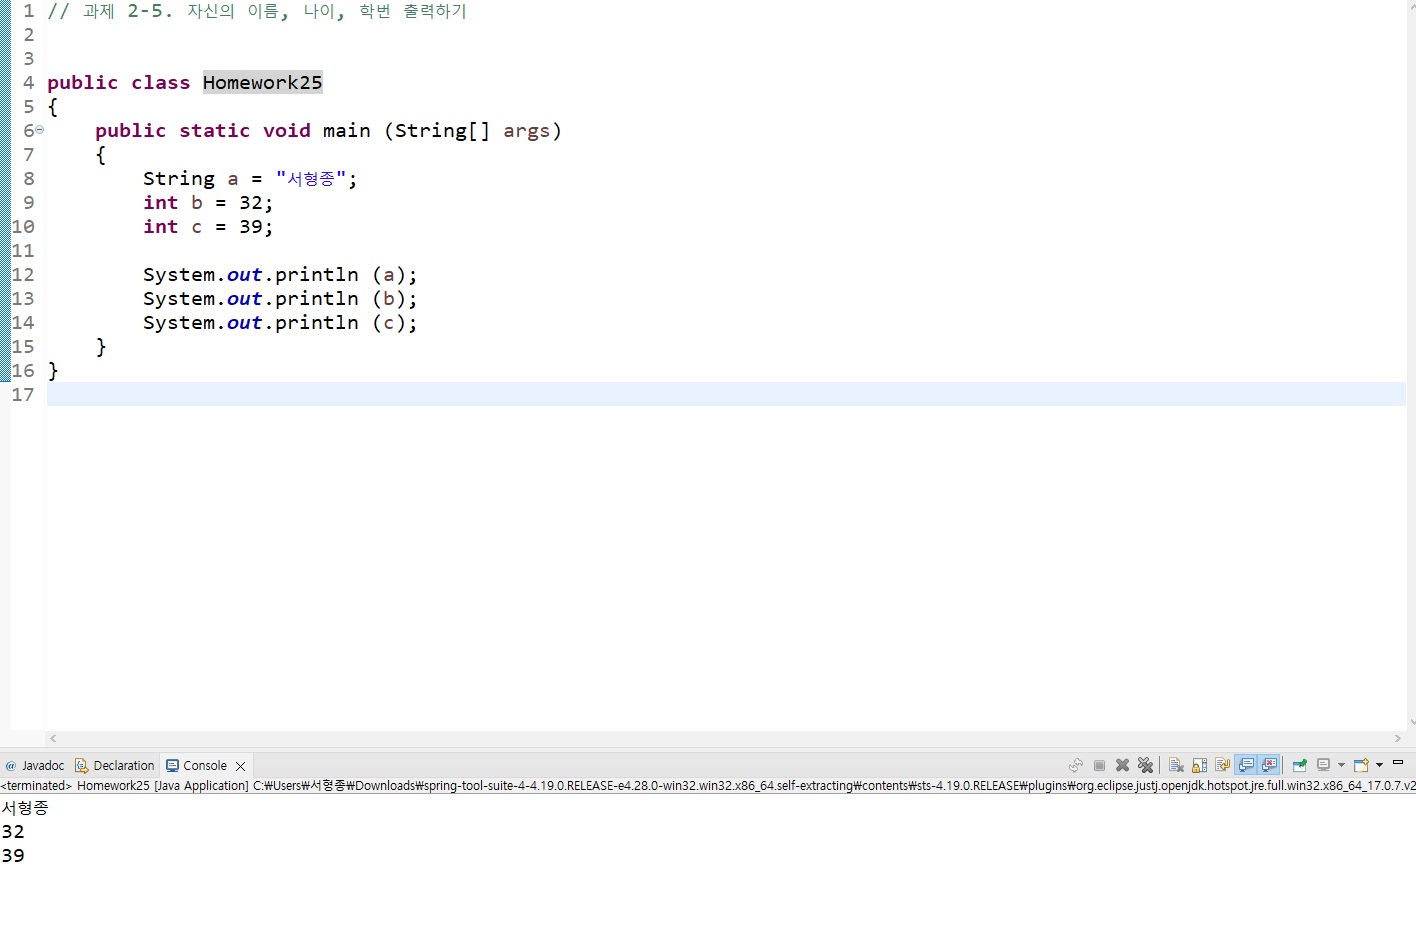 1 // 과제 2-5. 자신의 이름, 나이, 학번 출력하기
2
3
4 public class Homework25
5 {
6 public static void main (String[] args)
7 {
8 String a = "서형종";
9 int b = 32;
10 int c = 39;
11
12 System.out.println (a);
13 System.out.println (b);
14 System.out.println (c);
15 }
16 }
17
@ Javadoc Declaration Console
<terminated> Homework25 [Java Application] C:₩Users₩서형종₩Downloads₩spring-tool-suite-4-4.19.0.RELEASE-e4.28.0-win32.win32.x86_64.self-extracting₩contents₩sts-4.19.0.RELEASE₩plugins₩org.eclipse.justj.openjdk.hotspot.jre.full.win32.x86_64_17.0.7.v2
서형종
32
39